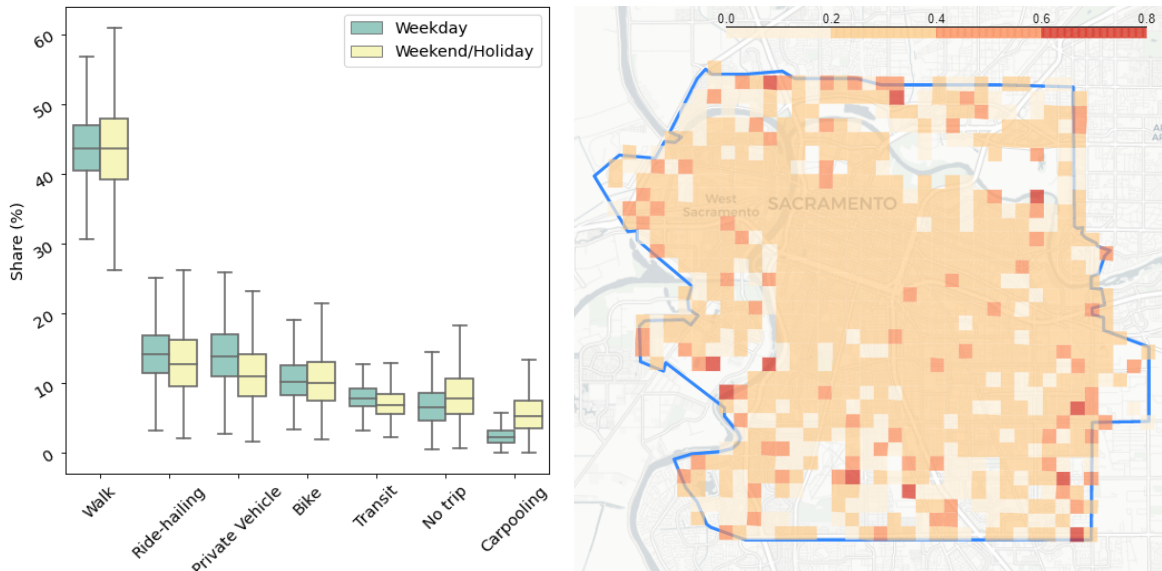 Weekday
Weekend/Holiday
Share (%)
60
50
40
30
20
10
0
Walk
Ride-hailing
Private Vehicle
Bike
Transit
No trip
Carpooling
0.0 0.2 0.4 0.6 0.8
West
Sacramento
SACRAMENTO